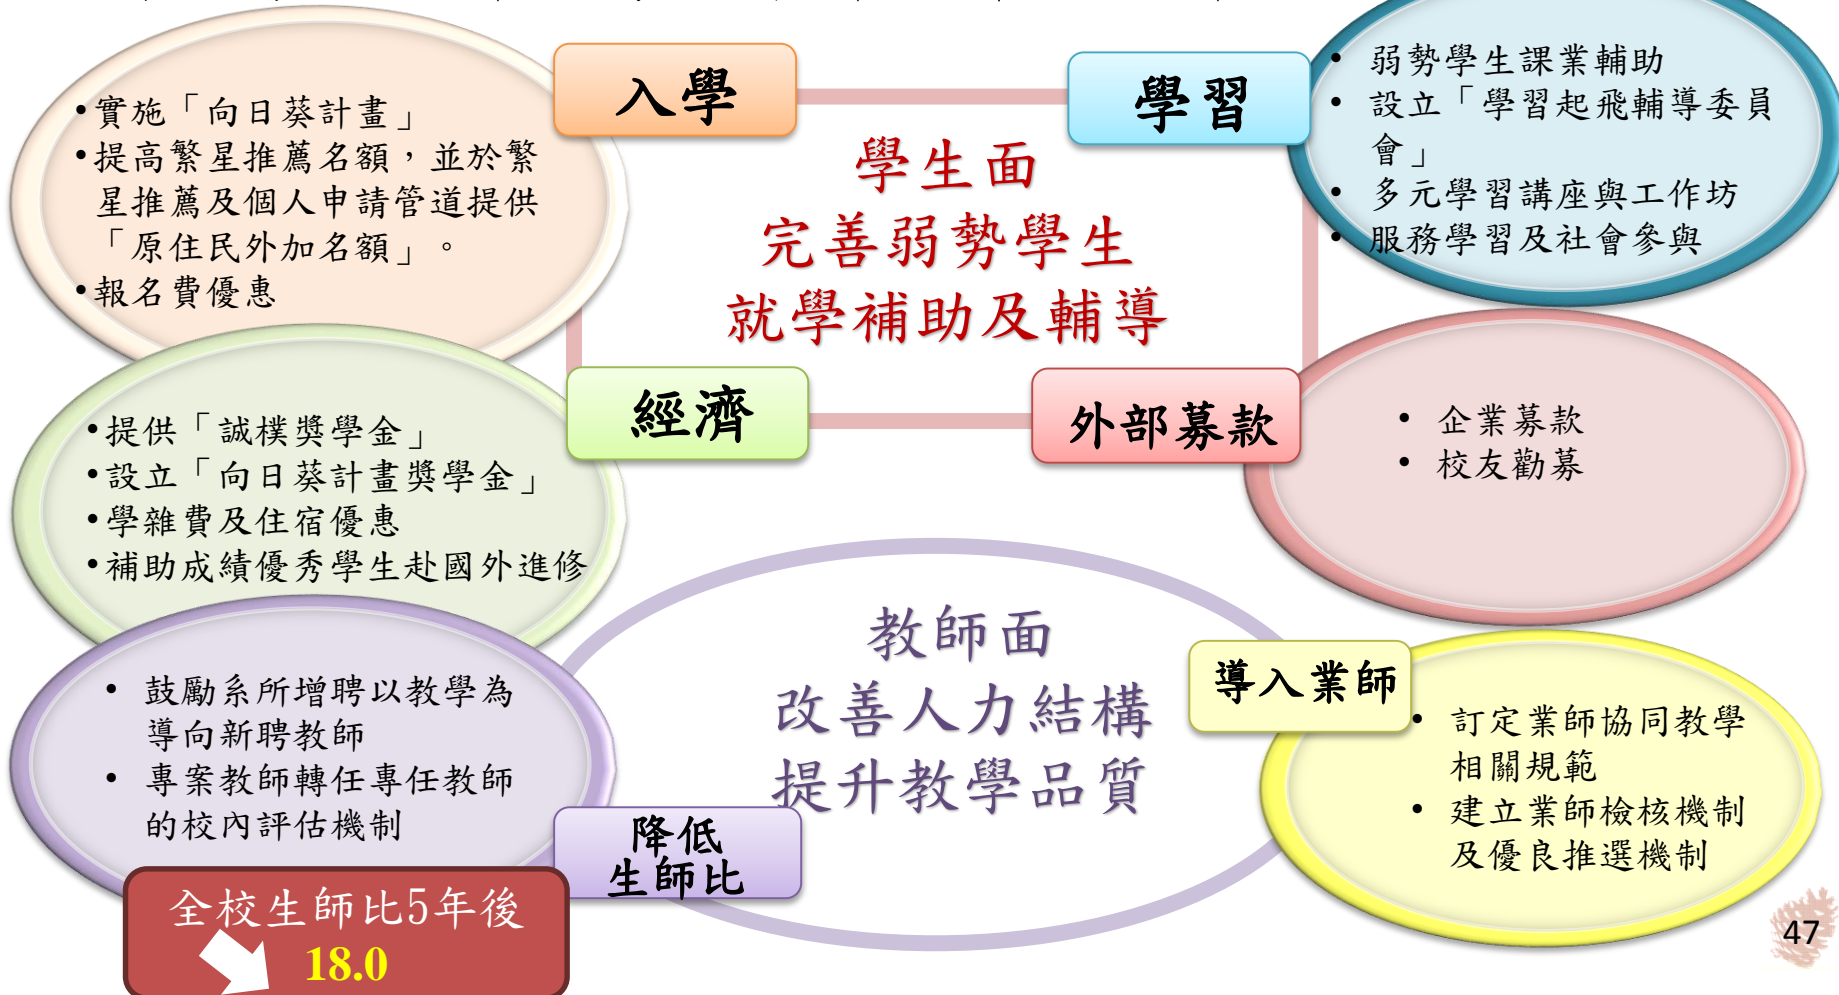 入學
•實施「向日葵計畫」
•提高繁星推薦名額，並於繁
星推薦及個人申請管道提供
「原住民外加名額」。
•報名費優惠
學習
• 弱勢學生課業輔助
• 設立「學習起飛輔導委員
會」
• 多元學習講座與工作坊
• 服務學習及社會參與
學生面
完善弱勢學生
就學補助及輔導
經濟
•提供「誠樸獎學金」
•設立「向日葵計畫獎學金」
•學雜費及住宿優惠
•補助成績優秀學生赴國外進修
外部募款
• 企業募款
• 校友勸募
教師面
改善人力結構
提升教學品質
• 鼓勵系所增聘以教學為
導向新聘教師
• 專案教師轉任專任教師
的校內評估機制
降低
生師比
全校生師比5年後
18.0
導入業師
• 訂定業師協同教學
相關規範
• 建立業師檢核機制
及優良推選機制
47